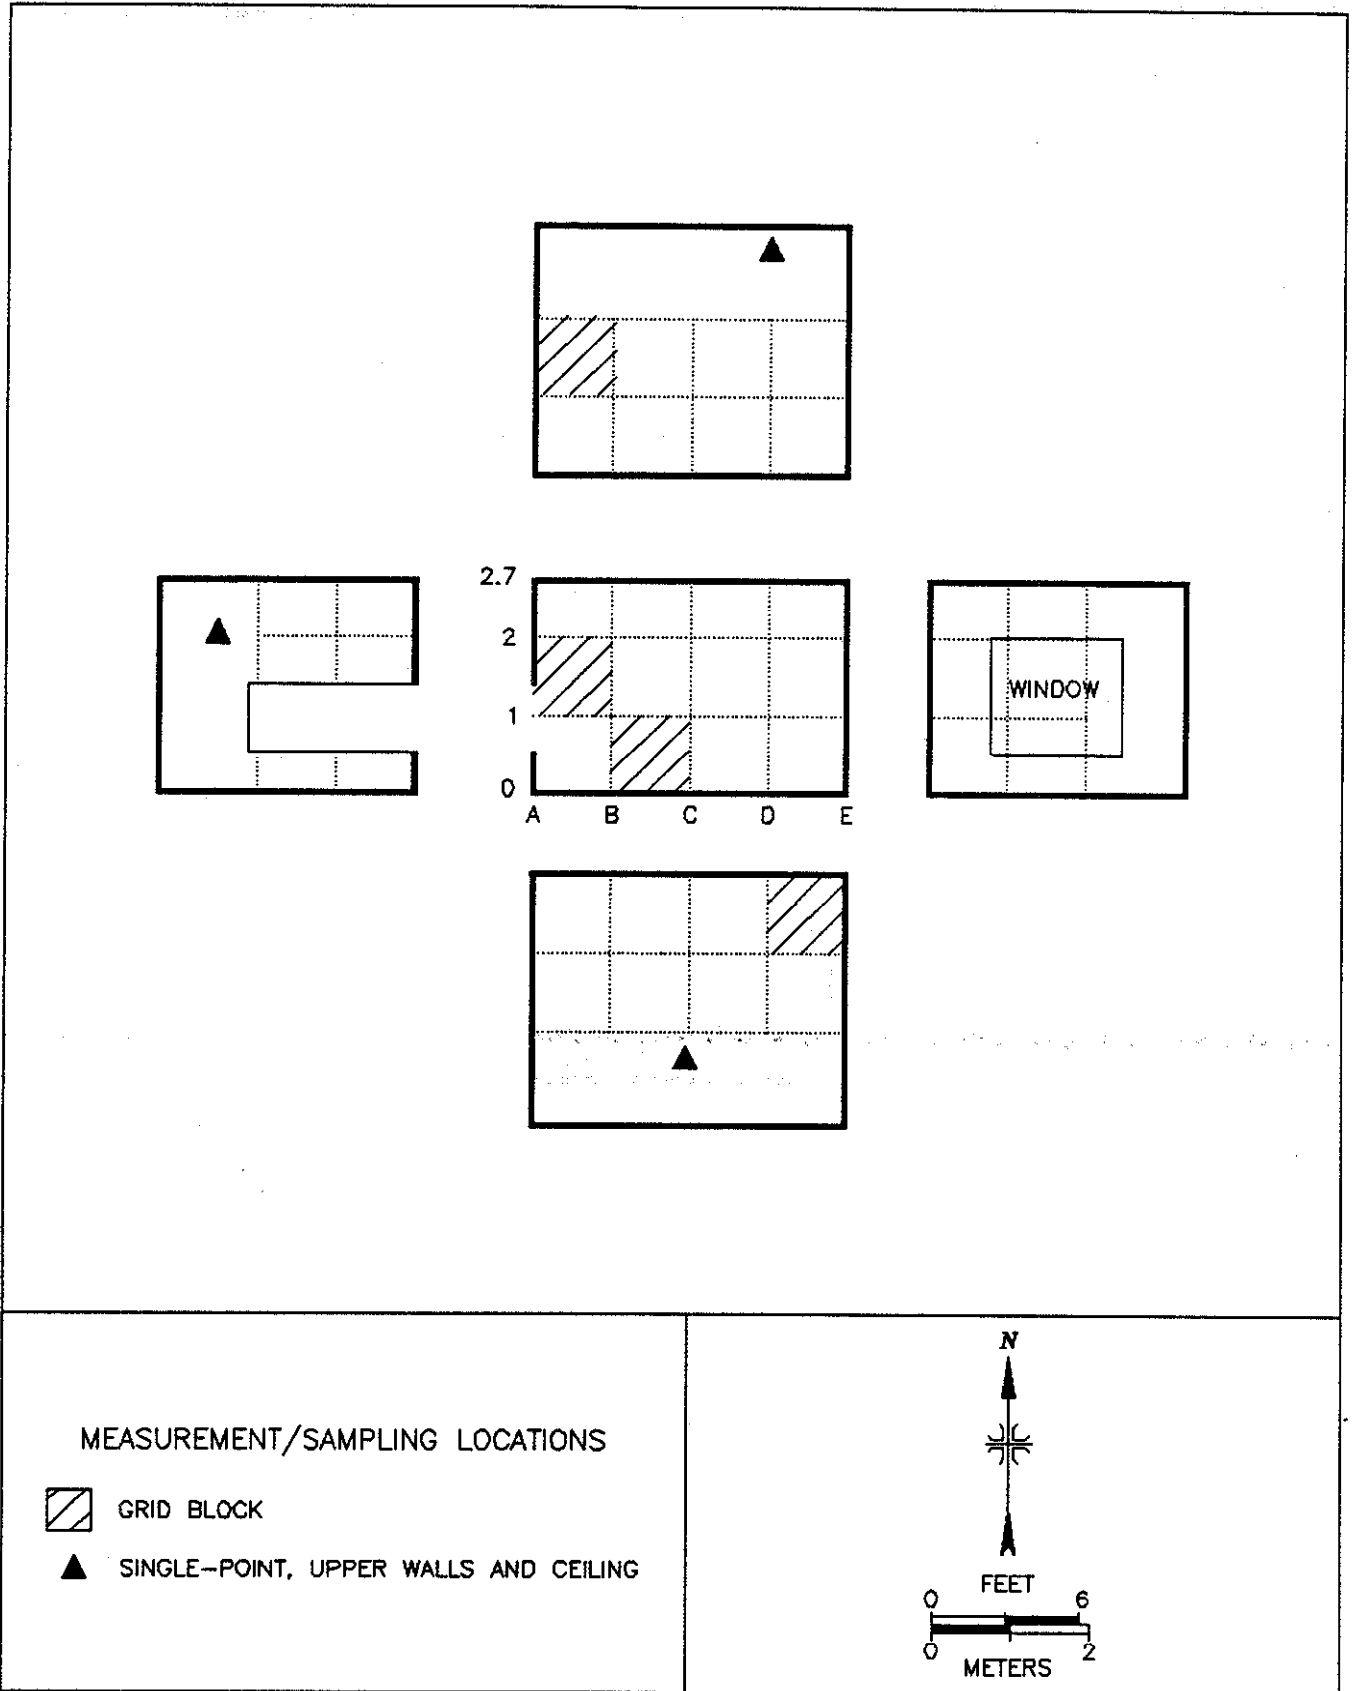 2.7
2
1
0
A B C D E
WINDOW
MEASUREMENT/SAMPLING LOCATIONS
GRID BLOCK
SINGLE-POINT, UPPER WALLS AND CEILING
N
FEET
0 6
0 2
METERS